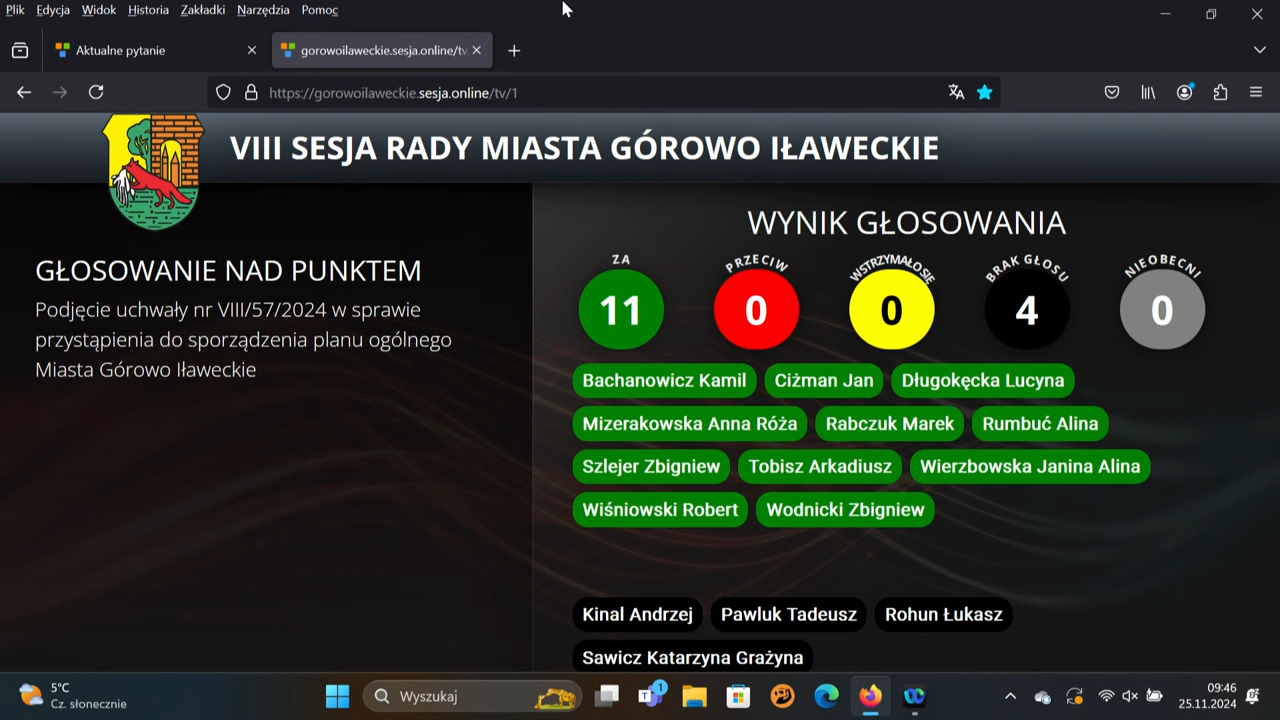 Plik Edycja Widok Historia Zakładki Narzędzia Pomoc
Aktualne pytanie
gorowoilaweckie.sesja.online/tv
https://gorowoilaweckie.sesja.online/tv/1
VIII SESJA RADY MIASTA GÓROWO IŁAWECKIE
GŁOSOWANIE NAD PUNKTEM
Podjęcie uchwały nr VIII/57/2024 w sprawie
przystąpienia do sporządzenia planu ogólnego
Miasta Górowo Iławeckie
WYNIK GŁOSOWANIA
ZA PRZECIW WSTRZYMAŁO SIĘ BRAK GŁOSU NIEOBECNI
11 0 0 4 0
Bachanowicz Kamil Ciżman Jan Długokęcka Lucyna
Mizerakowska Anna Róża Rabczuk Marek Rumbuć Alina
Szlejer Zbigniew Tobisz Arkadiusz Wierzbowska Janina Alina
Wiśniowski Robert Wodnicki Zbigniew
Kinal Andrzej Pawluk Tadeusz Rohun Łukasz
Sawicz Katarzyna Grażyna
5°C
Cz. słonecznie
Wyszukaj
1
09:46
25.11.2024